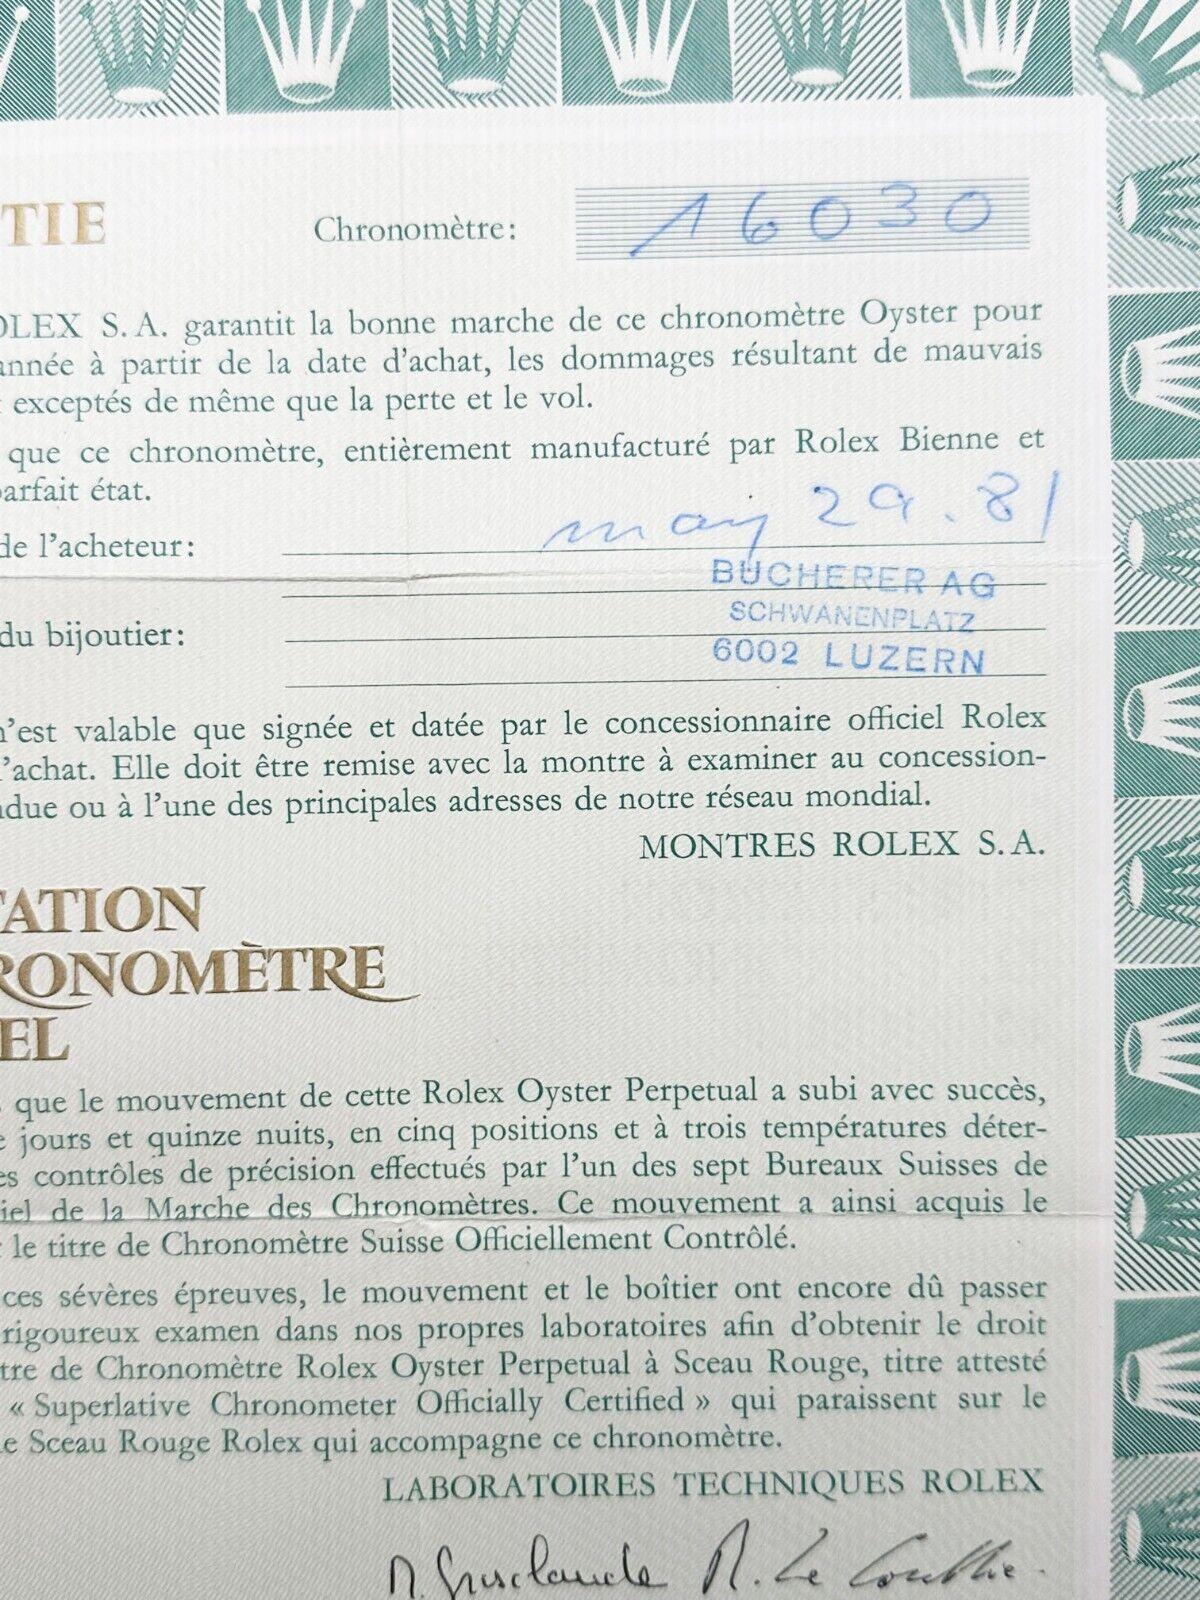 TIE
Chronomètre: 16030
OLEX S.A. garantit la bonne marche de ce chronomètre Oyster pour
année à partir de la date d'achat, les dommages résultant de mauvais
exceptés de même que la perte et le vol.
que ce chronomètre, entièrement manufacturé par Rolex Bienne et
arfait état.
may 29.81
de l'acheteur:
BUCHERER AG
SCHWANENPLATZ
du bijoutier:
6002 LUZERN
n'est valable que signée et datée par le concessionnaire officiel Rolex
l'achat. Elle doit être remise avec la montre à examiner au concession-
ndue ou à l'une des principales adresses de notre réseau mondial.
MONTRES ROLEX S.A.
TATION
RONOMÈTRE
EL
que le mouvement de cette Rolex Oyster Perpetual a subi avec succès,
e jours et quinze nuits, en cinq positions et à trois températures déter-
es contrôles de précision effectués par l'un des sept Bureaux Suisses de
iel de la Marche des Chronomètres. Ce mouvement a ainsi acquis le
le titre de Chronomètre Suisse Officiellement Contrôlé.
ces sévères épreuves, le mouvement et le boîtier ont encore dû passer
rigoureux examen dans nos propres laboratoires afin d'obtenir le droit
tre de Chronomètre Rolex Oyster Perpetual à Sceau Rouge, titre attesté
« Superlative Chronometer Officially Certified » qui paraissent sur le
e Sceau Rouge Rolex qui accompagne ce chronomètre.
LABORATOIRES TECHNIQUES ROLEX